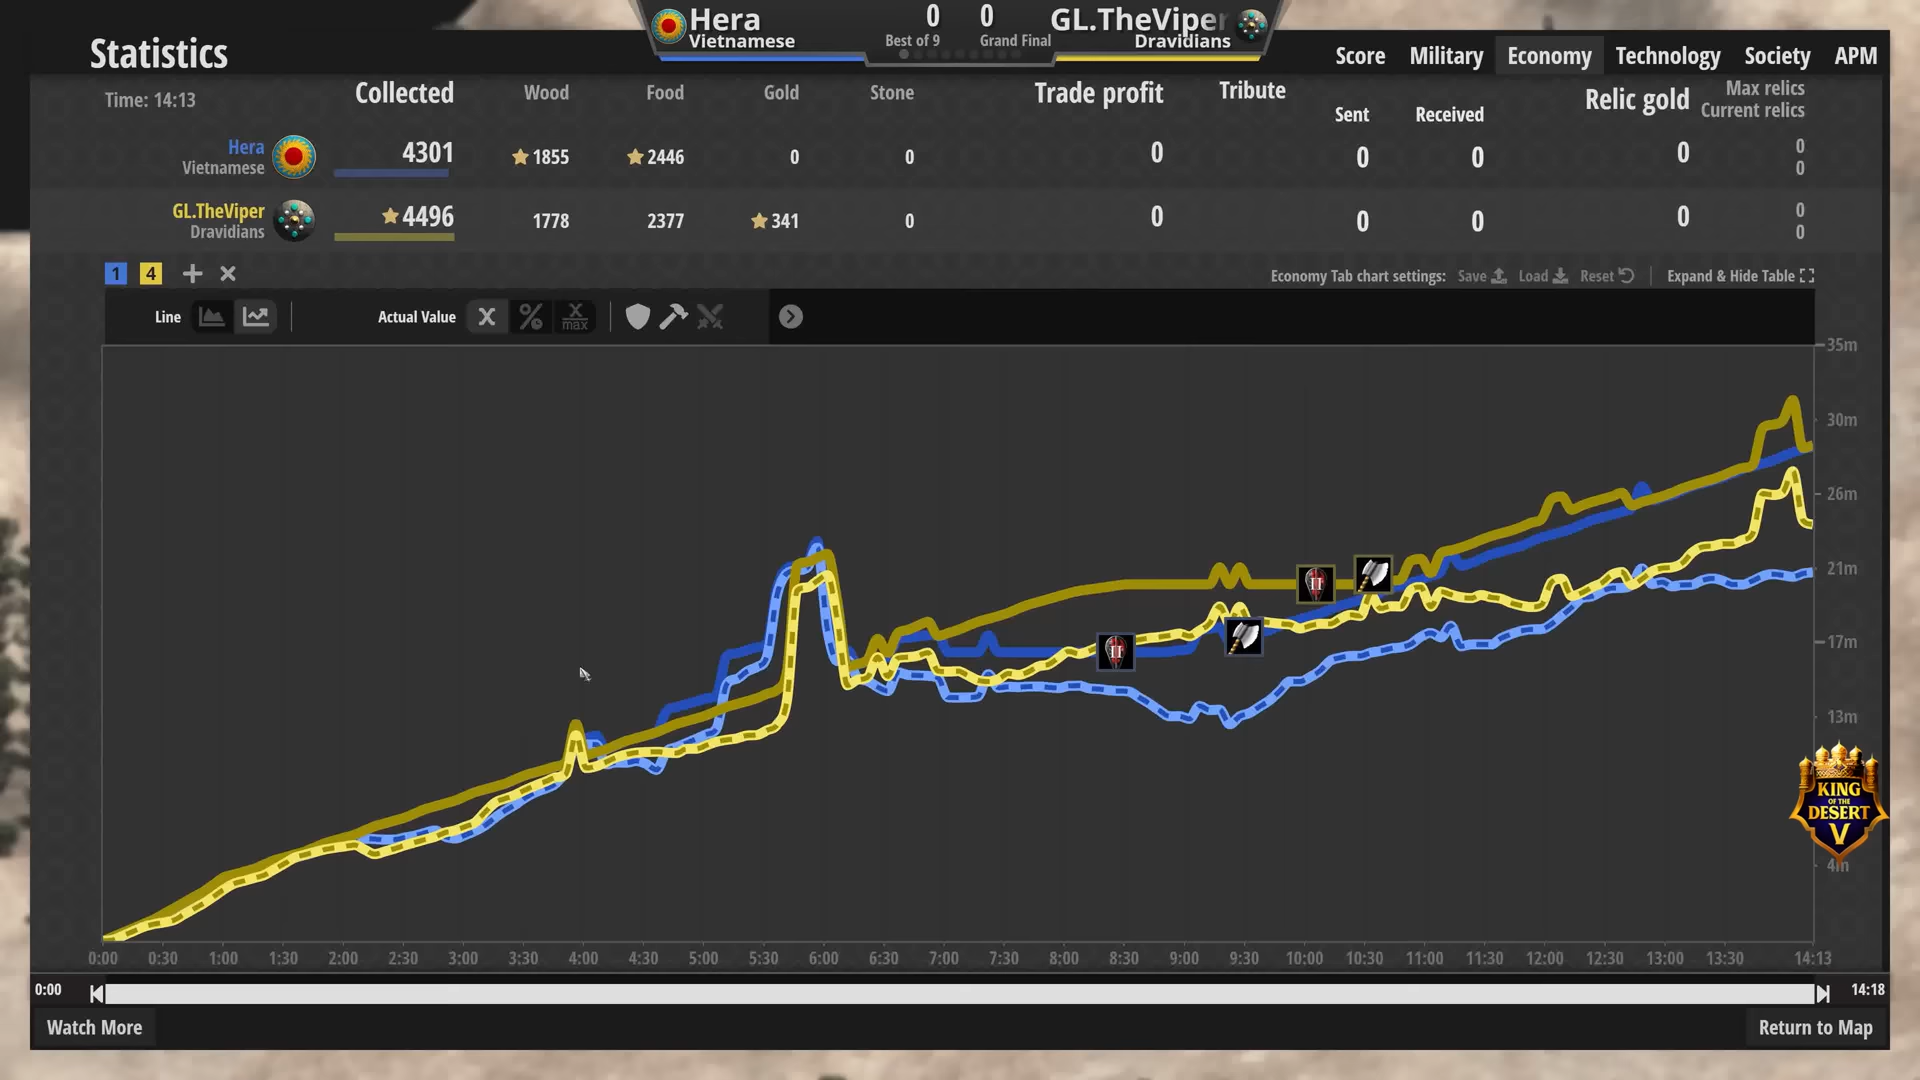 Hera 0 0 GL.TheViper
Vietnamese Best of 9 Grand Final Dravidians
Statistics
Score Military Economy Technology Society APM
Time: 14:13 Collected Wood Food Gold Stone Trade profit Tribute Sent Received Relic gold Max relics
Current relics
Hera 4301 1855 2446 0 0 0 0 0 0 0
Vietnamese 0
GL.TheViper 4496 1778 2377 341 0 0 0 0 0 0
Dravidians 0
1 4 + × Economy Tab chart settings: Save Load Reset Expand & Hide Table
Line Actual Value X % X
max
35m
30m
26m
II
21m
II
17m
13m
KING
OF THE
DESERT
V
4m
0:00 0:30 1:00 1:30 2:00 2:30 3:00 3:30 4:00 4:30 5:00 5:30 6:00 6:30 7:00 7:30 8:00 8:30 9:00 9:30 10:00 10:30 11:00 11:30 12:00 12:30 13:00 13:30 14:13
0:00 14:18
Watch More Return to Map